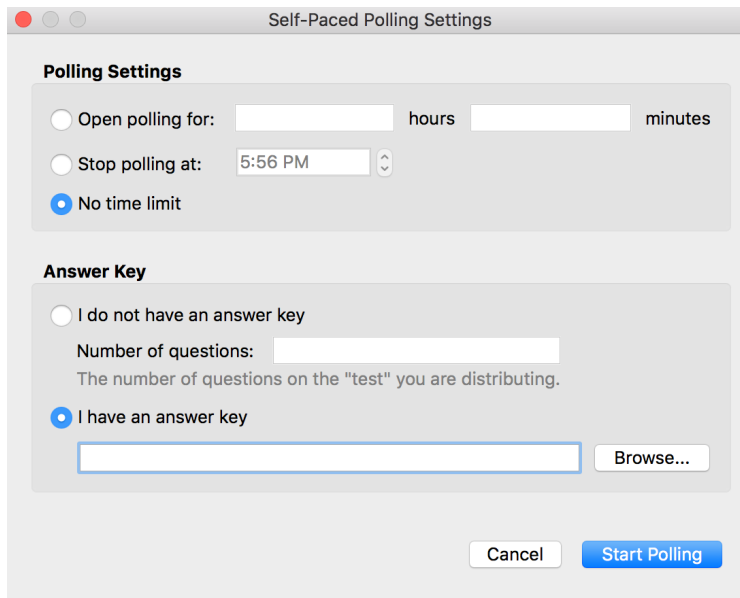 Self-Paced Polling Settings
Polling Settings
Open polling for: hours minutes
Stop polling at: 5:56 PM
No time limit
Answer Key
I do not have an answer key
Number of questions:
The number of questions on the "test" you are distributing.
I have an answer key
Browse...
Cancel Start Polling